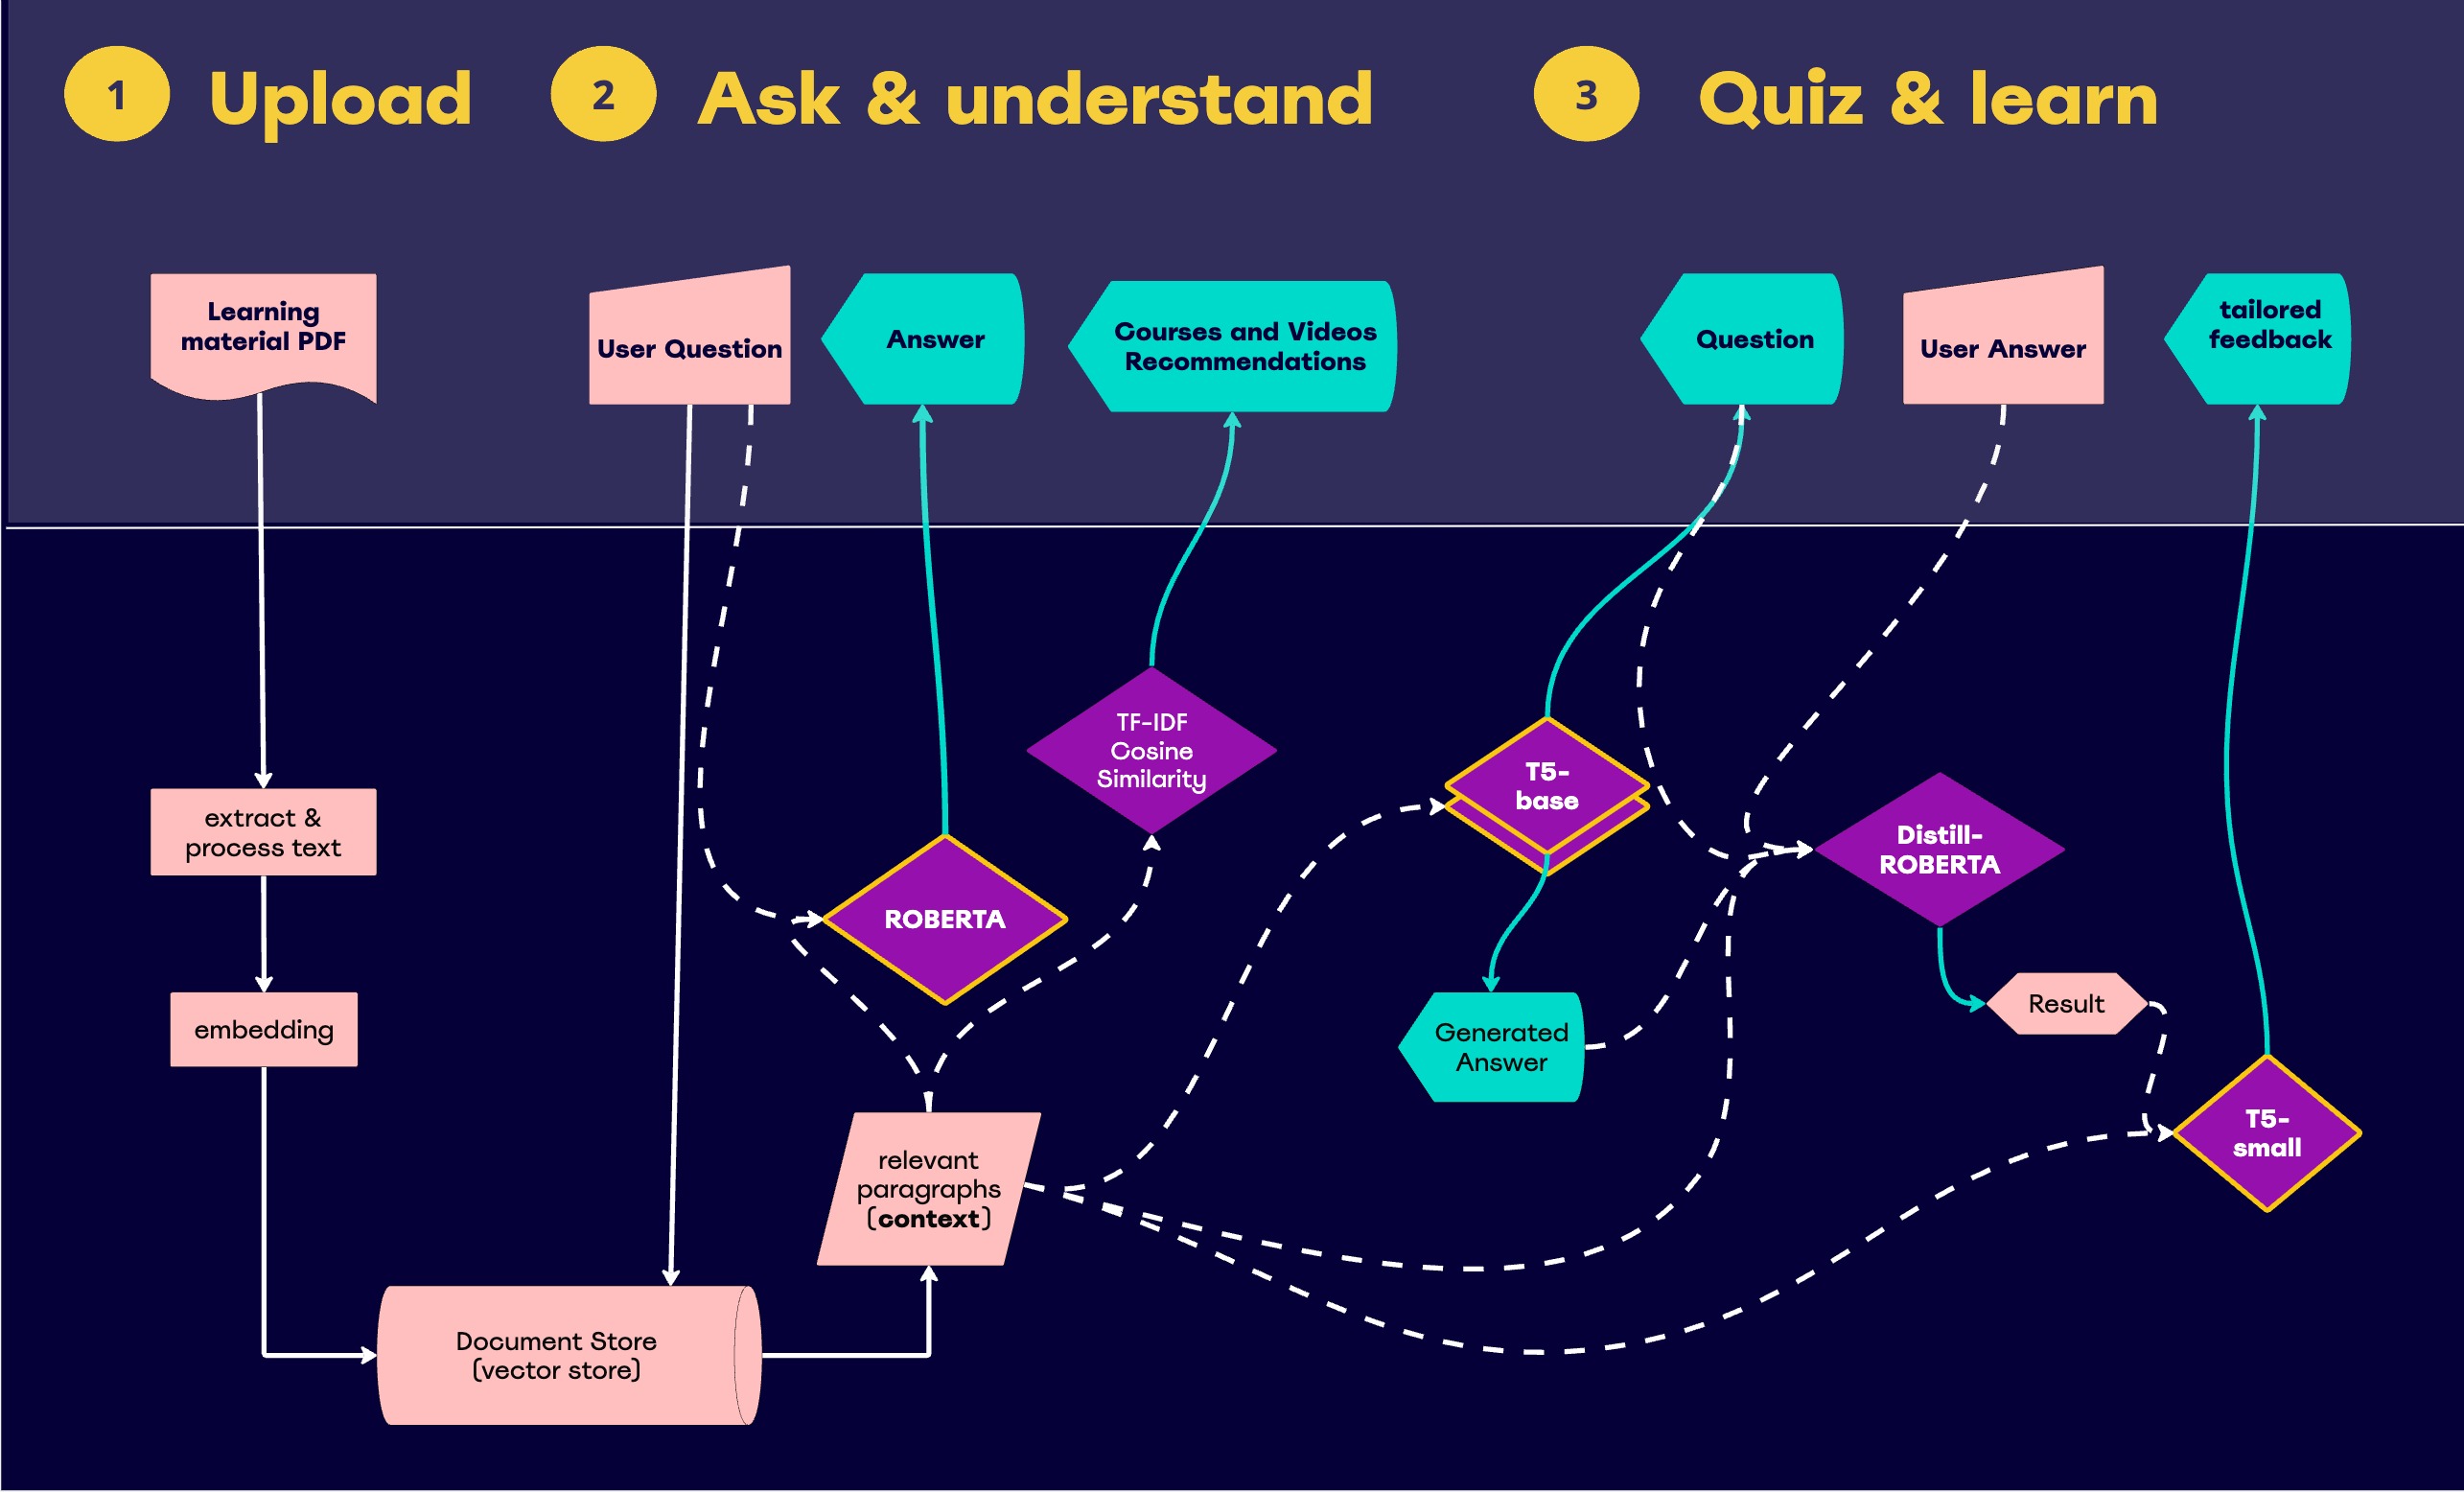 1 Upload
2 Ask & understand
3 Quiz & learn
Learning
material PDF
User Question
Answer
Courses and Videos
Recommendations
Question
User Answer
tailored
feedback
TF-IDF
Cosine
Similarity
T5-
base
extract &
process text
Distill-
ROBERTA
ROBERTA
embedding
Result
Generated
Answer
T5-
small
relevant
paragraphs
(context)
Document Store
(vector store)